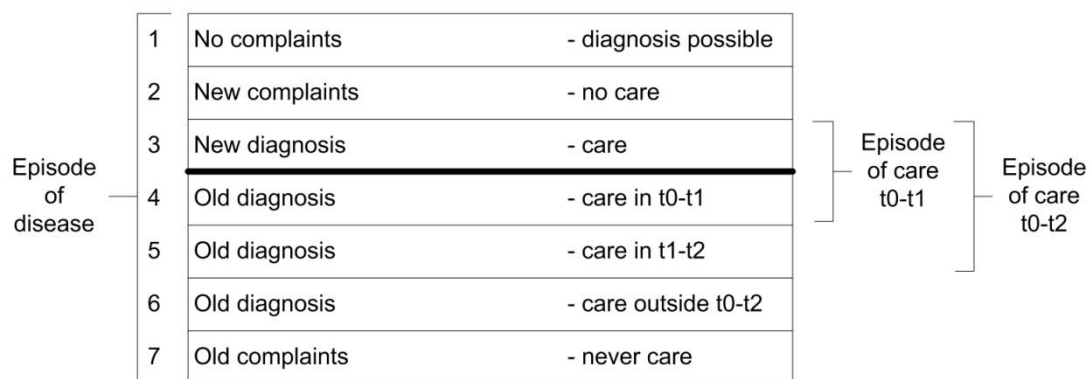 1 No complaints - diagnosis possible
2 New complaints - no care
3 New diagnosis - care
4 Old diagnosis - care in t0-t1
5 Old diagnosis - care in t1-t2
6 Old diagnosis - care outside t0-t2
7 Old complaints - never care
Episode
of
disease
Episode
of care
t0-t1
Episode
of care
t0-t2